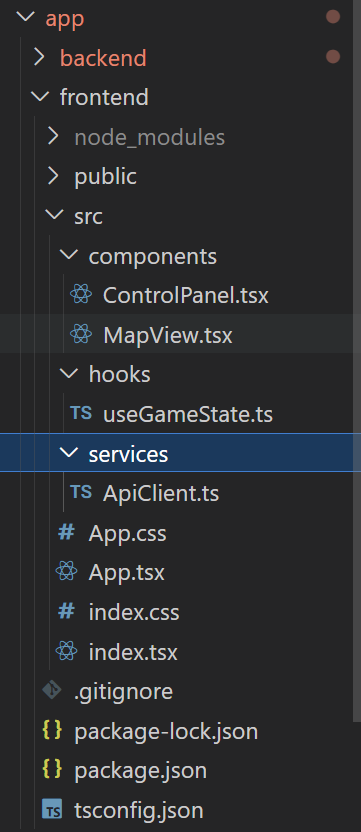 app
backend
frontend
node_modules
public
src
components
ControlPanel.tsx
MapView.tsx
hooks
TS useGameState.ts
services
TS ApiClient.ts
# App.css
App.tsx
# index.css
index.tsx
.gitignore
{} package-lock.json
{} package.json
TS tsconfig.json